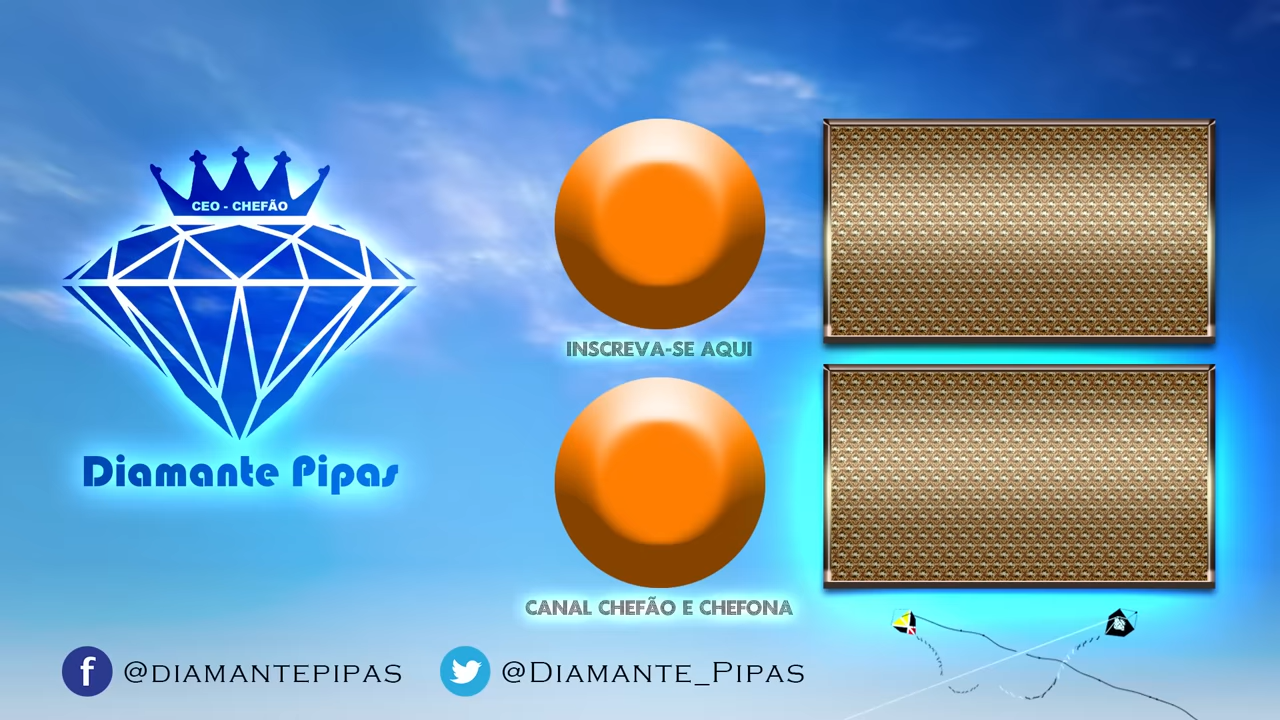 CEO - CHEFÃO
Diamante Pipas
INSCREVA-SE AQUI
CANAL CHEFÃO E CHEFONA
f @DIAMANTEPIPAS
@DIAMANTE_PIPAS